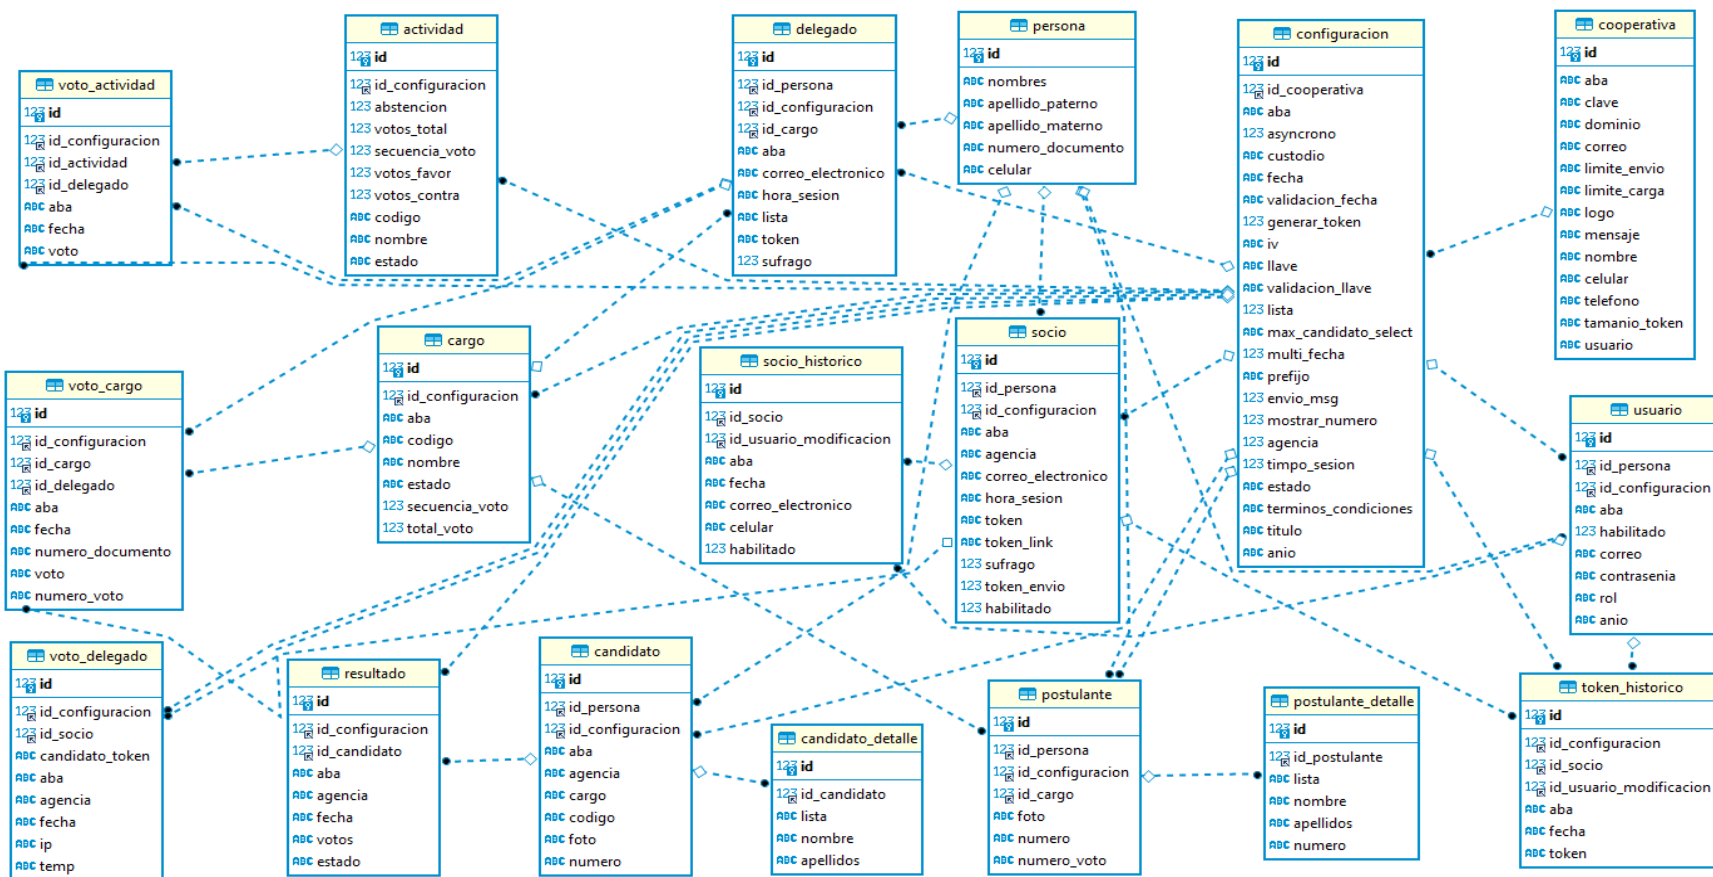 voto_actividad
id
id_configuracion
id_actividad
id_delegado
aba
fecha
voto
actividad
id
id_configuracion
abstencion
votos_total
secuencia_voto
votos_favor
votos_contra
codigo
nombre
estado
delegado
id
id_persona
id_configuracion
id_cargo
aba
correo_electronico
hora_sesion
lista
token
sufrago
persona
id
nombres
apellido_paterno
apellido_materno
numero_documento
celular
configuracion
id
id_cooperativa
aba
asyncrono
custodio
fecha
validacion_fecha
generar_token
iv
llave
validacion_llave
lista
max_candidato_select
multi_fecha
prefijo
envio_msg
mostrar_numero
agencia
timpo_sesion
estado
terminos_condiciones
titulo
anio
cooperativa
id
aba
clave
dominio
correo
limite_envio
limite_carga
logo
mensaje
nombre
celular
telefono
tamanio_token
usuario
voto_cargo
id
id_configuracion
id_cargo
id_delegado
aba
fecha
numero_documento
voto
numero_voto
cargo
id
id_configuracion
aba
codigo
nombre
estado
secuencia_voto
total_voto
socio_historico
id
id_socio
id_usuario_modificacion
aba
fecha
correo_electronico
celular
habilitado
socio
id
id_persona
id_configuracion
aba
agencia
correo_electronico
hora_sesion
token
token_link
sufrago
token_envio
habilitado
usuario
id
id_persona
id_configuracion
aba
habilitado
correo
contrasenia
rol
anio
voto_delegado
id
id_configuracion
id_socio
candidato_token
aba
agencia
fecha
ip
temp
resultado
id
id_configuracion
id_candidato
aba
agencia
fecha
votos
estado
candidato
id
id_persona
id_configuracion
aba
agencia
cargo
codigo
foto
numero
candidato_detalle
id
id_candidato
lista
nombre
apellidos
postulante
id
id_persona
id_configuracion
id_cargo
foto
numero
numero_voto
postulante_detalle
id
id_postulante
lista
nombre
apellidos
numero
token_historico
id
id_configuracion
id_socio
id_usuario_modificacion
aba
fecha
token